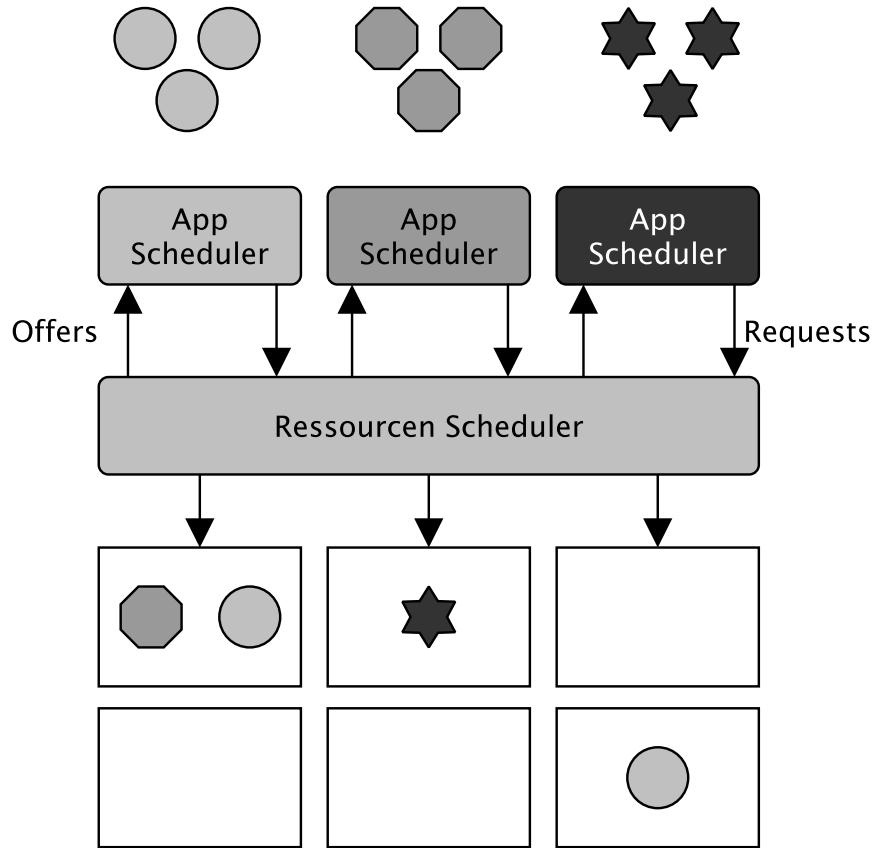 App
Scheduler
App
Scheduler
App
Scheduler
Offers
Requests
Ressourcen Scheduler